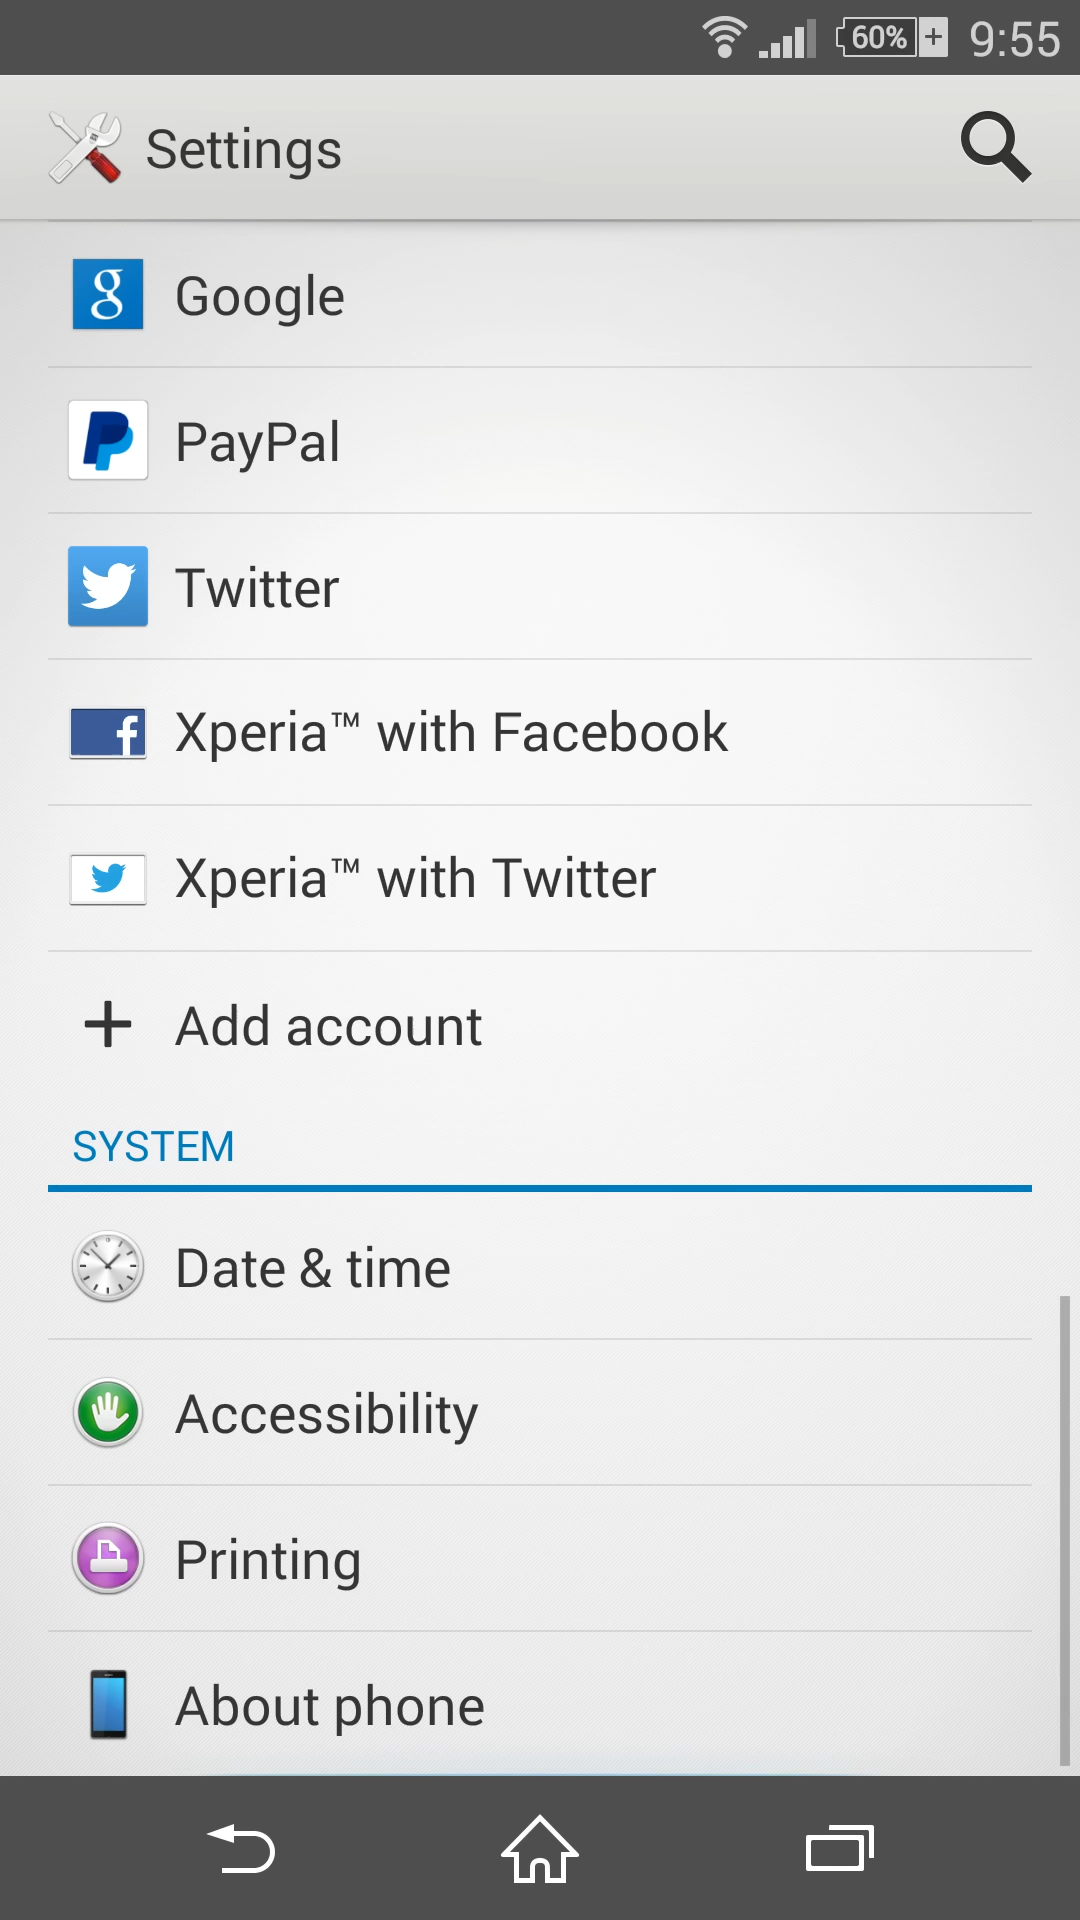 60% 9:55
Settings
Google
PayPal
Twitter
Xperia™ with Facebook
Xperia™ with Twitter
Add account
SYSTEM
Date & time
Accessibility
Printing
About phone